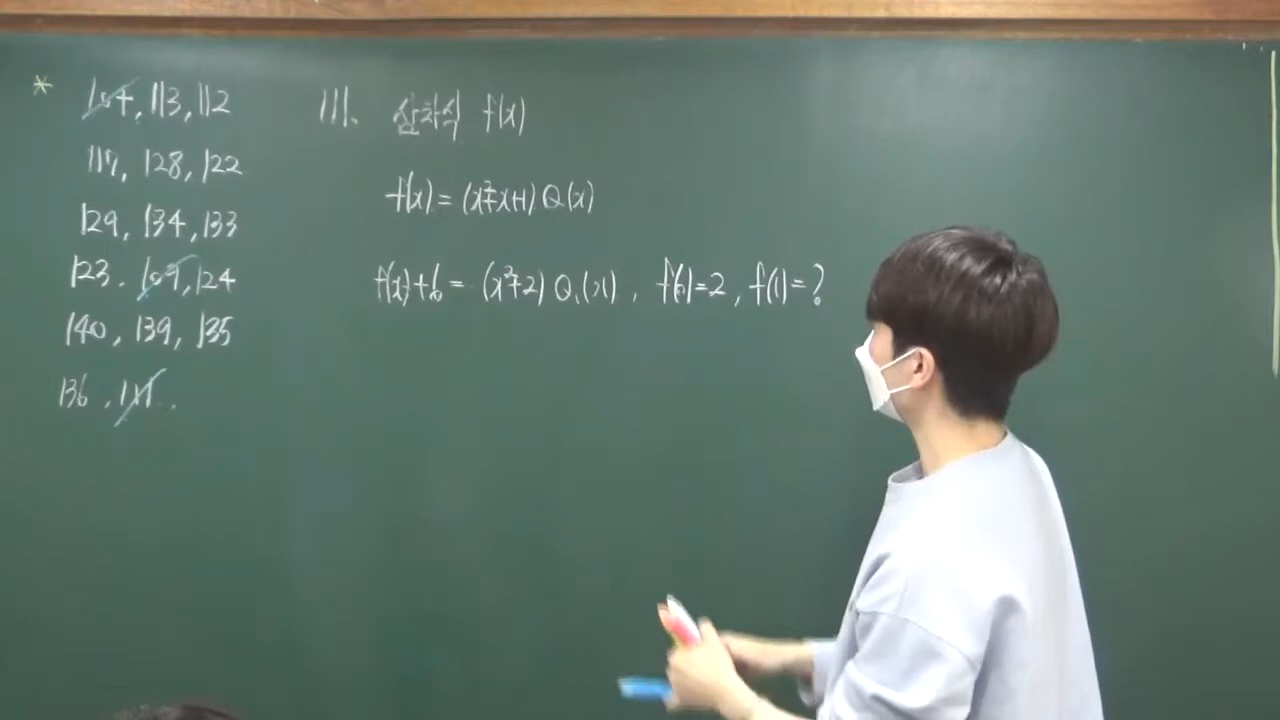 * 104, 113, 112
117, 128, 122
129, 134, 133
123. 109, 124
140, 139, 135
136, 111.
111. 삼차식 f(x)
f(x) = (x²+x+1) Q(x)
f(x)+6 = (x²+2) Q₁(x), f(0)=2, f(1)=?